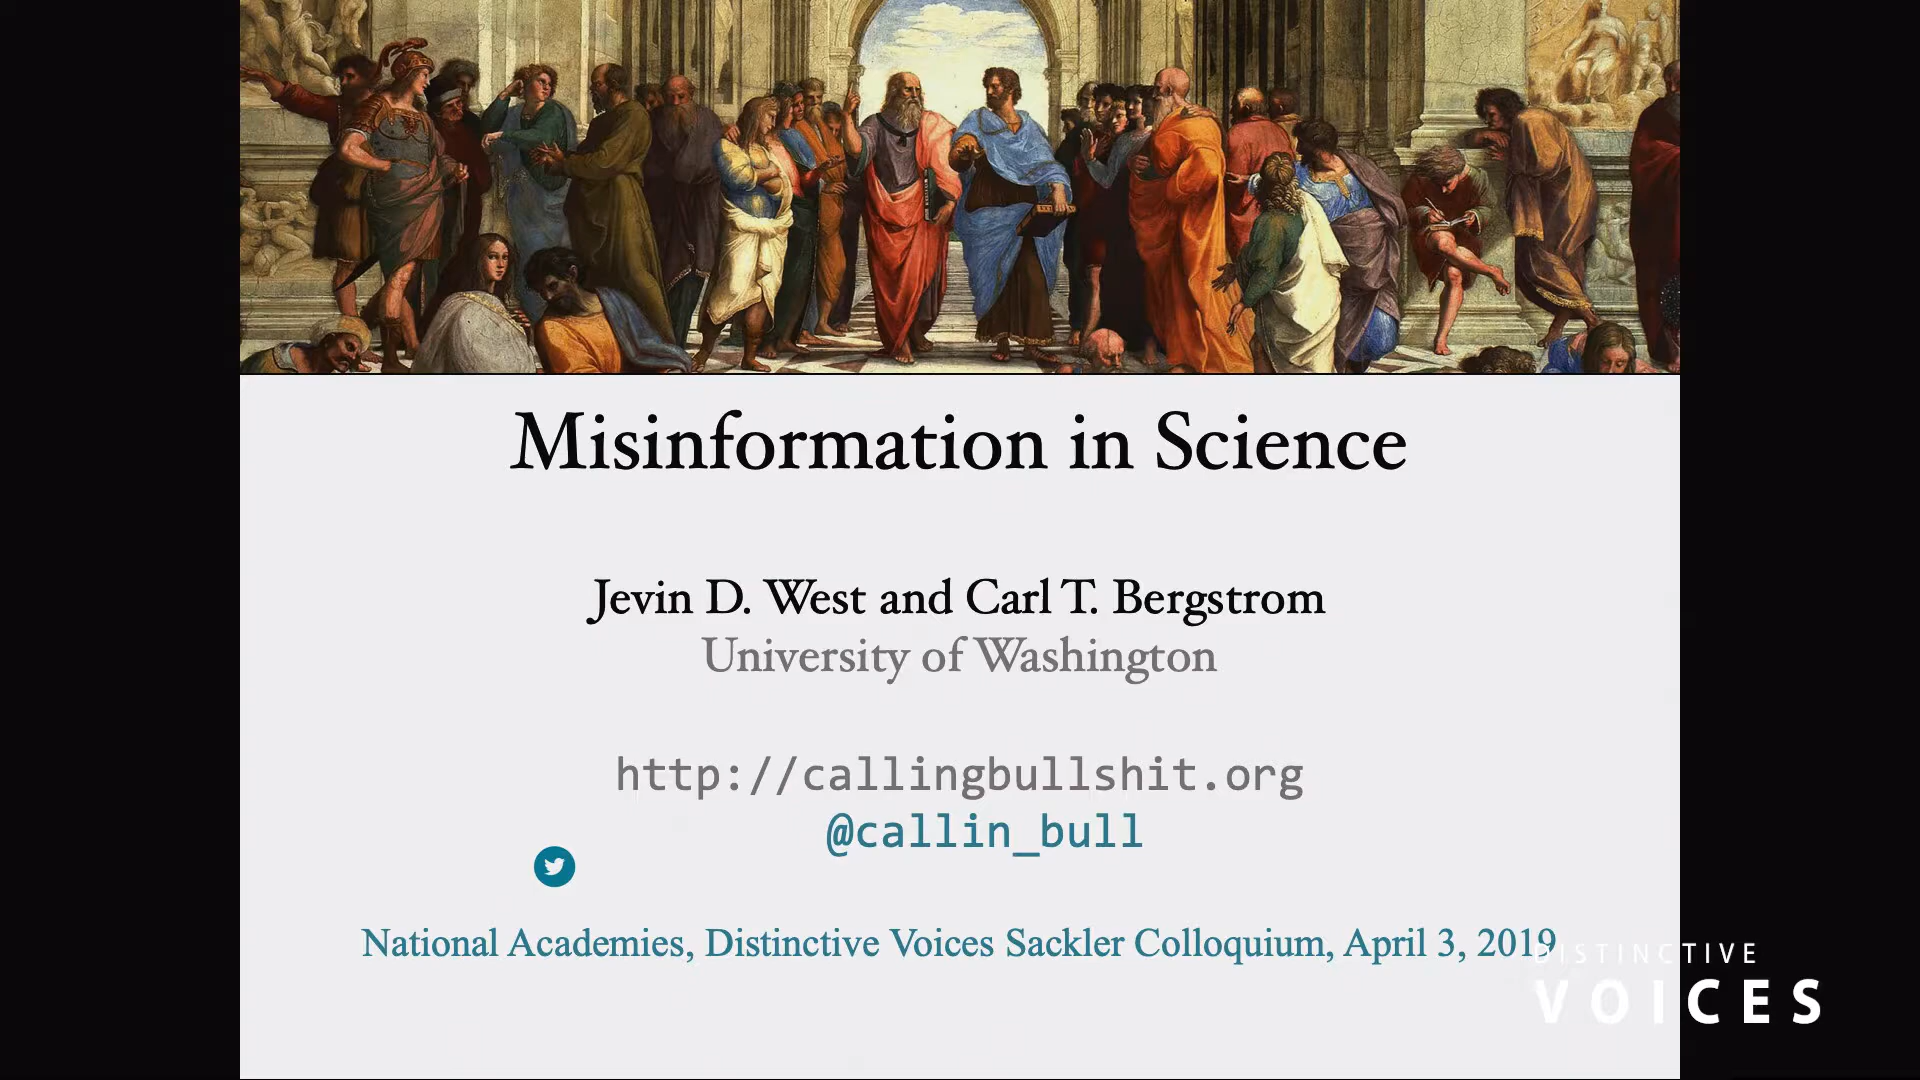 Misinformation in Science
Jevin D. West and Carl T. Bergstrom
University of Washington
http://callingbullshit.org
@callin_bull
National Academies, Distinctive Voices Sackler Colloquium, April 3, 2019
DISTINCTIVE
VOICES